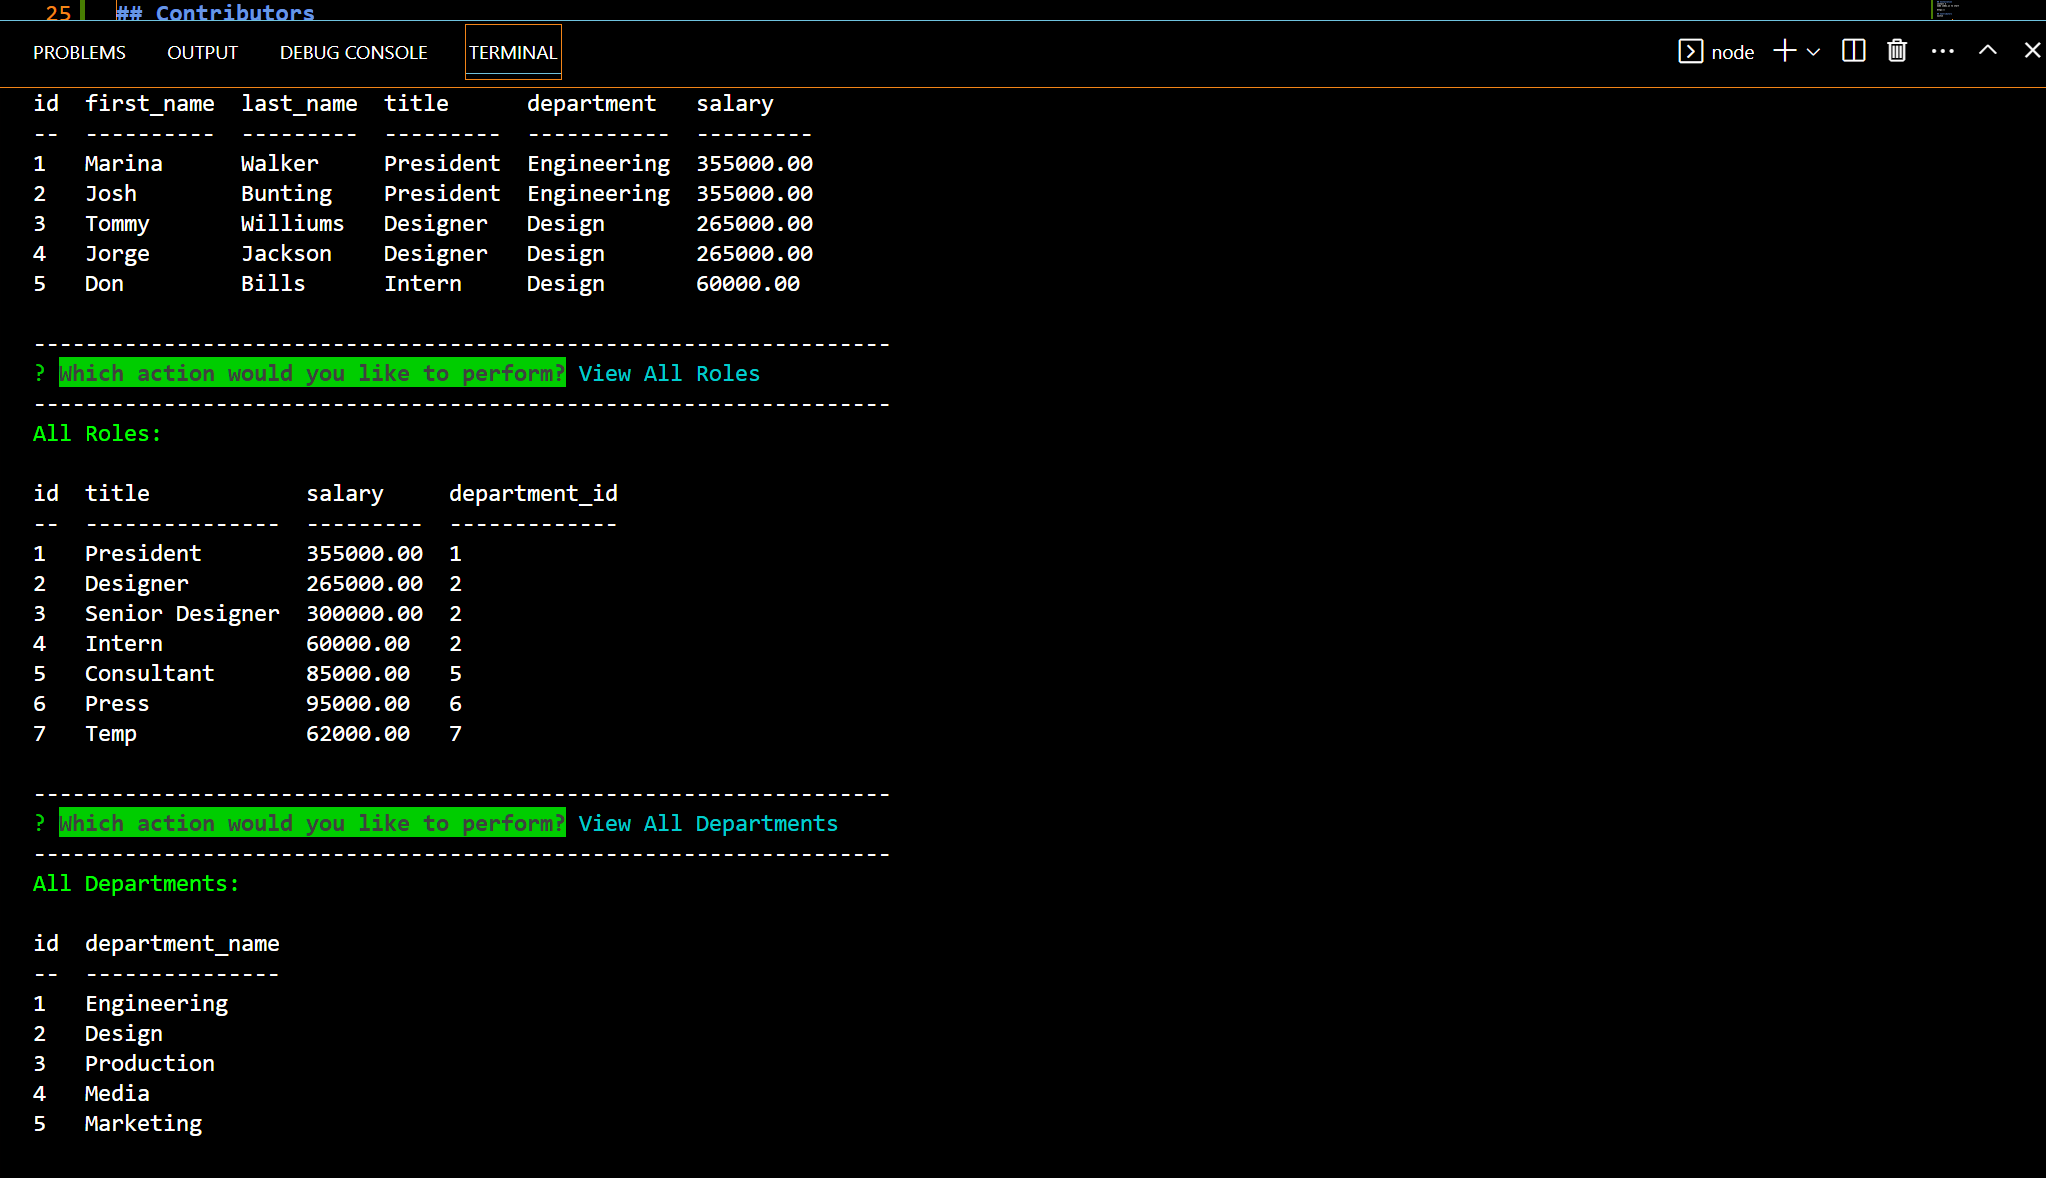 25 ## Contributors
PROBLEMS OUTPUT DEBUG CONSOLE TERMINAL node
id first_name last_name title department salary
-- ---------- --------- --------- ----------- ---------
1 Marina Walker President Engineering 355000.00
2 Josh Bunting President Engineering 355000.00
3 Tommy Williums Designer Design 265000.00
4 Jorge Jackson Designer Design 265000.00
5 Don Bills Intern Design 60000.00
------------------------------------------------------------------
? Which action would you like to perform? View All Roles
------------------------------------------------------------------
All Roles:
id title salary department_id
-- --------------- --------- -------------
1 President 355000.00 1
2 Designer 265000.00 2
3 Senior Designer 300000.00 2
4 Intern 60000.00 2
5 Consultant 85000.00 5
6 Press 95000.00 6
7 Temp 62000.00 7
------------------------------------------------------------------
? Which action would you like to perform? View All Departments
------------------------------------------------------------------
All Departments:
id department_name
-- ---------------
1 Engineering
2 Design
3 Production
4 Media
5 Marketing